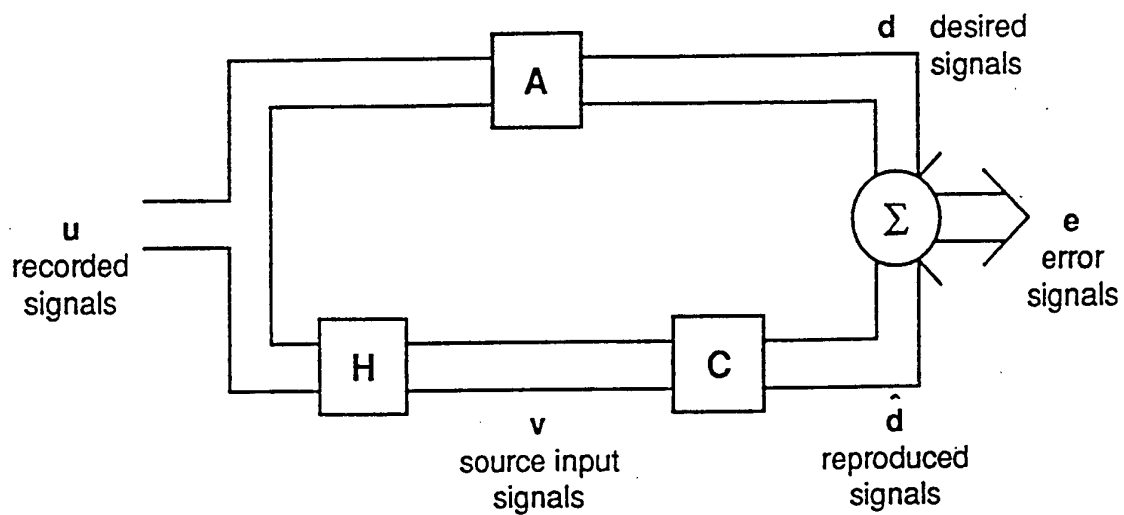 d desired
signals
A
u
recorded
signals
Σ
e
error
signals
H
C
v
source input
signals
d̂
reproduced
signals